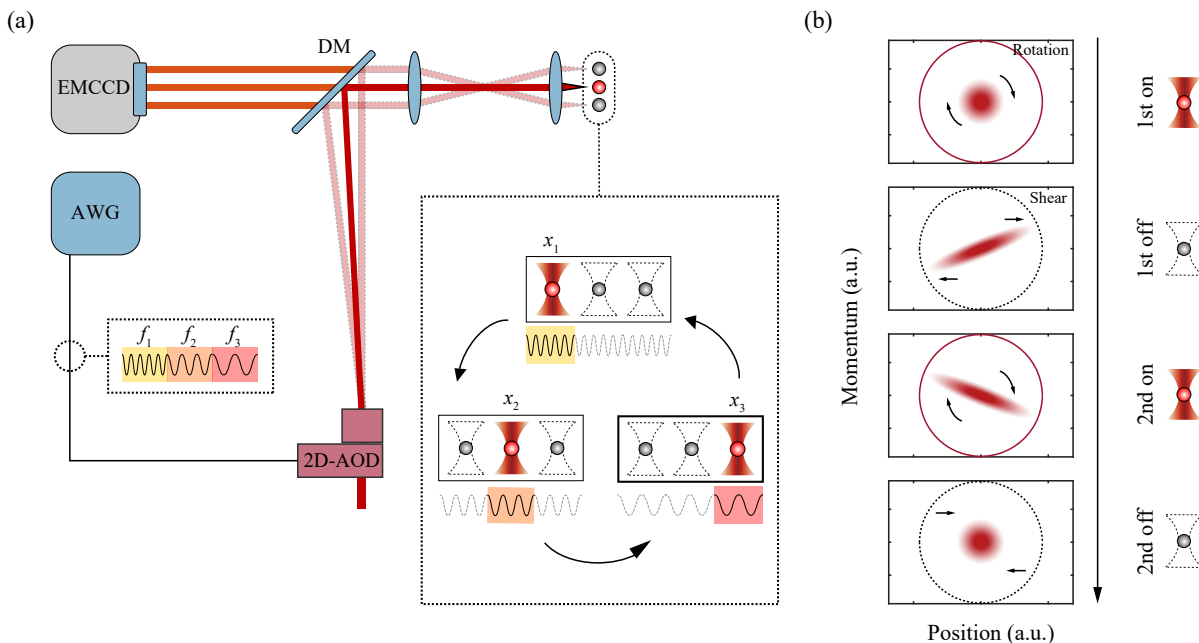 (a)
DM
EMCCD
AWG
f₁ f₂ f₃
2D-AOD
x₁
x₂
x₃
(b)
Rotation
Shear
Momentum (a.u.)
Position (a.u.)
1st on
1st off
2nd on
2nd off